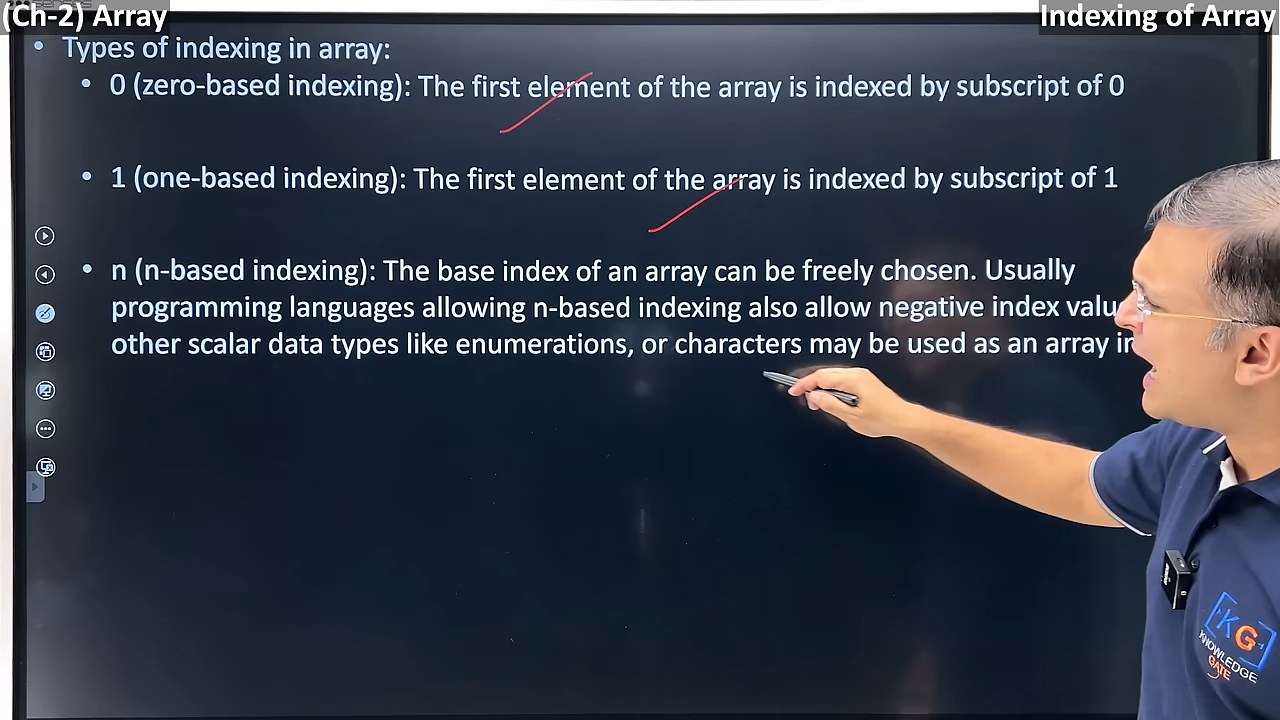 (Ch-2) Array
Indexing of Array
• Types of indexing in array:
• 0 (zero-based indexing): The first element of the array is indexed by subscript of 0
• 1 (one-based indexing): The first element of the array is indexed by subscript of 1
• n (n-based indexing): The base index of an array can be freely chosen. Usually
programming languages allowing n-based indexing also allow negative index
other scalar data types like enumerations, or characters may be used as an array
KG
KNOWLEDGE
GATE